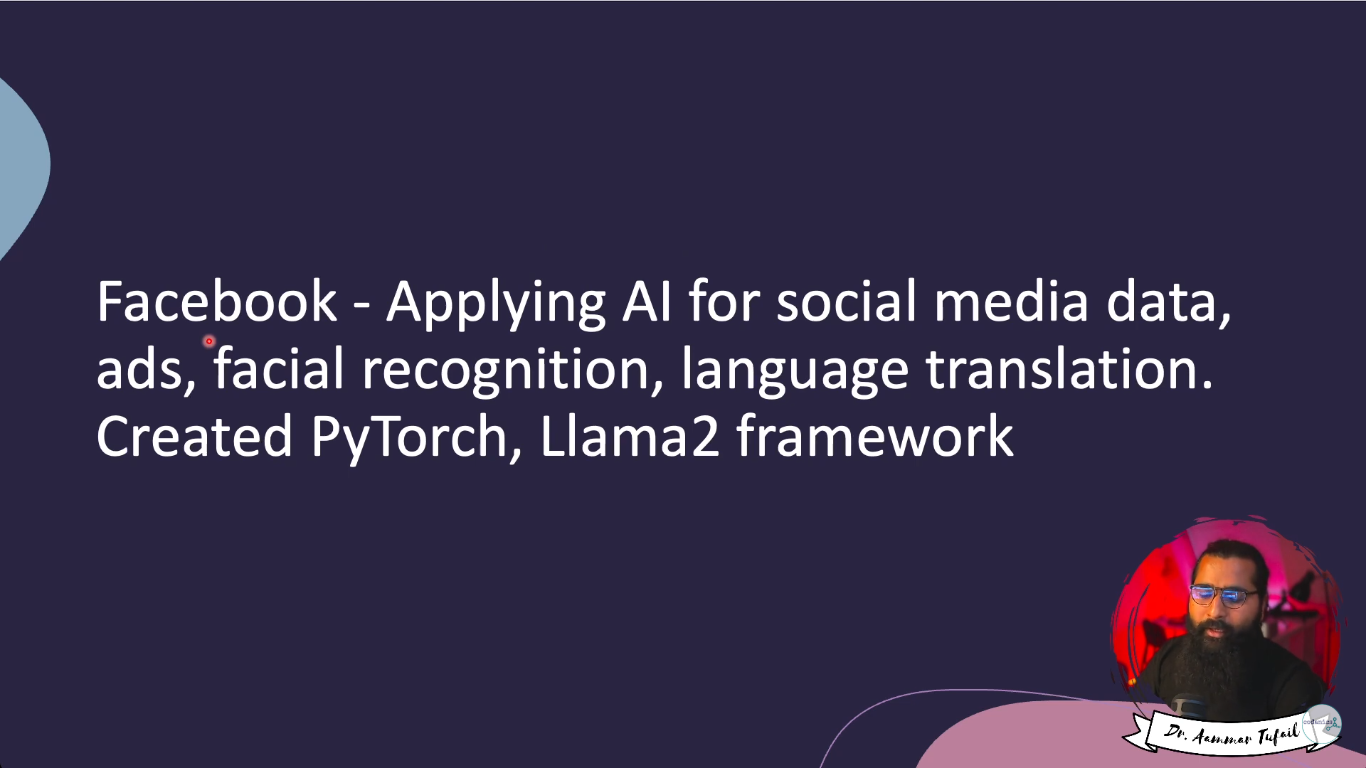 Facebook - Applying AI for social media data,
ads, facial recognition, language translation.
Created PyTorch, Llama2 framework
Dr. Aammar Tufail
codanics